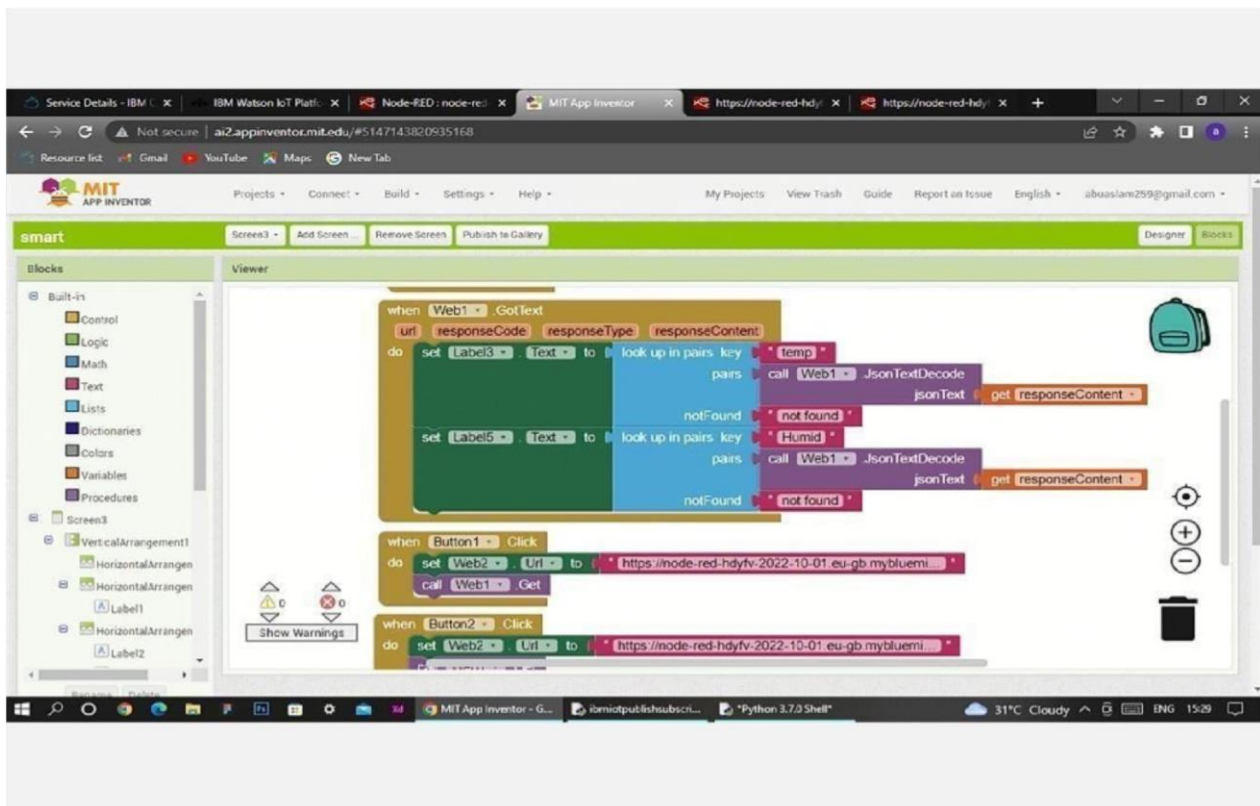 Service Details - IBM C
IBM Watson IoT Platfo
Node-RED : node-red
MIT App Inventor
https://node-red-hdyf
https://node-red-hdyf
Not secure | ai2.appinventor.mit.edu/#5147143820935168
Resource list Gmail YouTube Maps New Tab
MIT
APP INVENTOR
Projects Connect Build Settings Help My Projects View Trash Guide Report an Issue English abuaslam259@gmail.com
smart Screen3 Add Screen ... Remove Screen Publish to Gallery Designer Blocks
Blocks Viewer
Built-in
Control
Logic
Math
Text
Lists
Dictionaries
Colors
Variables
Procedures
Screen3
VerticalArrangement1
HorizontalArrangen
HorizontalArrangen
Label1
HorizontalArrangen
Label2
Rename Delete
when Web1 .GotText
url responseCode responseType responseContent
do set Label3 . Text to look up in pairs key " temp "
pairs call Web1 .JsonTextDecode
jsonText get responseContent
notFound " not found "
set Label5 . Text to look up in pairs key " Humid "
pairs call Web1 .JsonTextDecode
jsonText get responseContent
notFound " not found "
when Button1 .Click
do set Web2 . Url to " https://node-red-hdyfv-2022-10-01.eu-gb.mybluemi... "
call Web1 .Get
when Button2 .Click
do set Web2 . Url to " https://node-red-hdyfv-2022-10-01.eu-gb.mybluemi... "
0 0
Show Warnings
MIT App Inventor - G... ibmiotpublishsubscri... *Python 3.7.0 Shell* 31°C Cloudy ENG 15:29